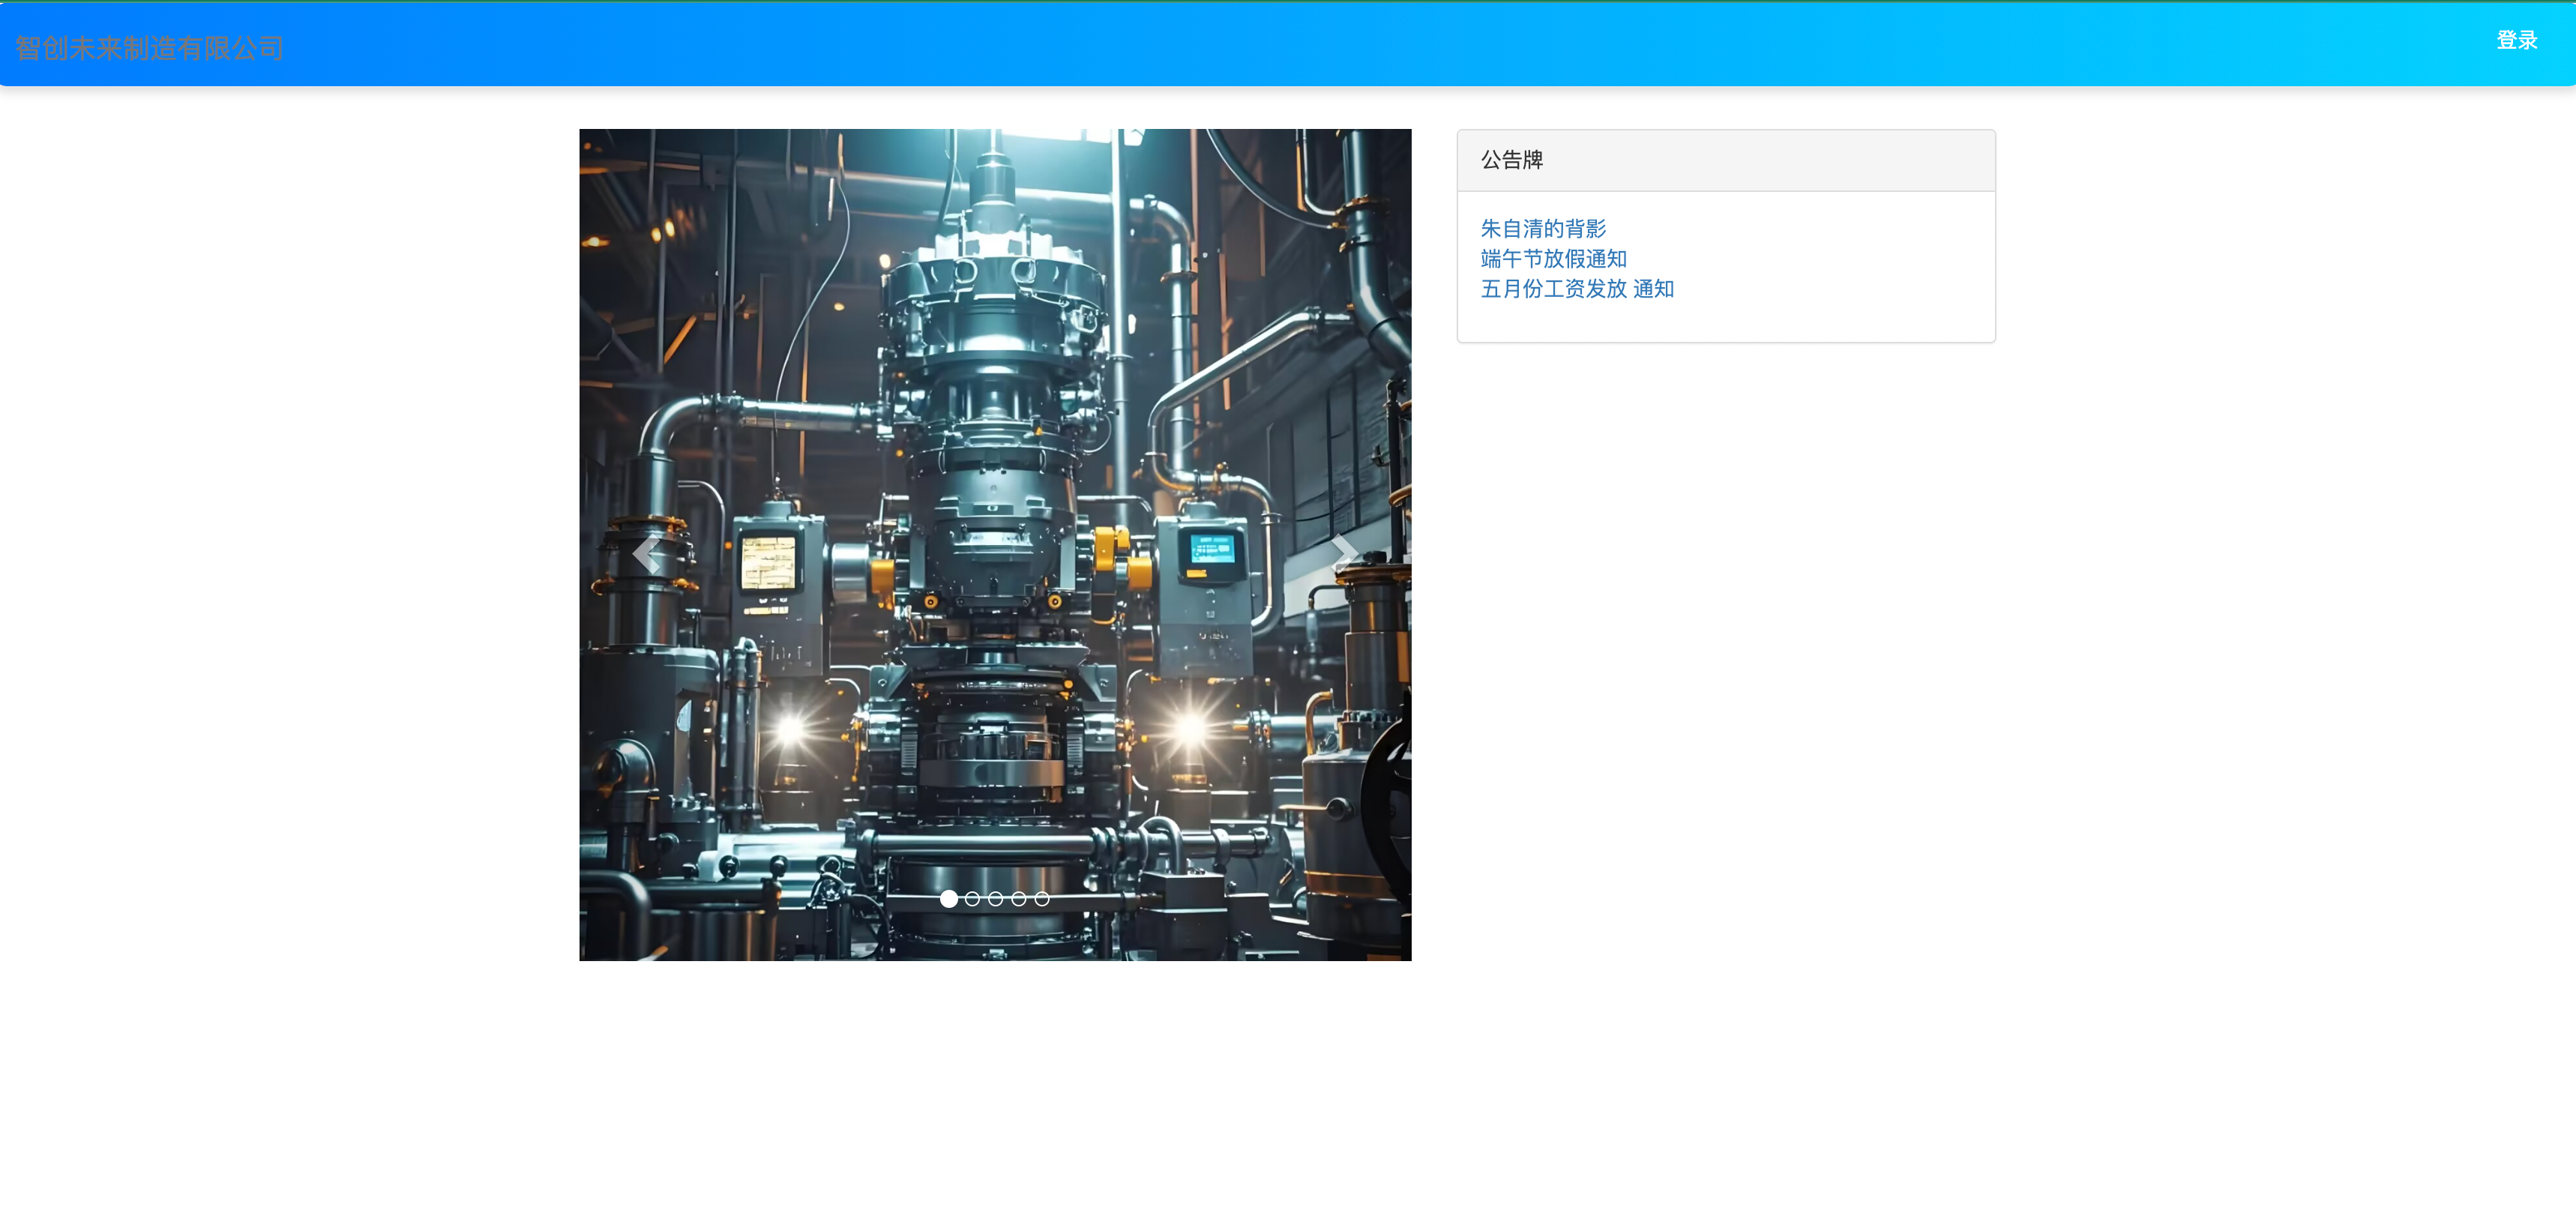 智创未来制造有限公司
登录
公告牌
朱自清的背影
端午节放假通知
五月份工资发放 通知